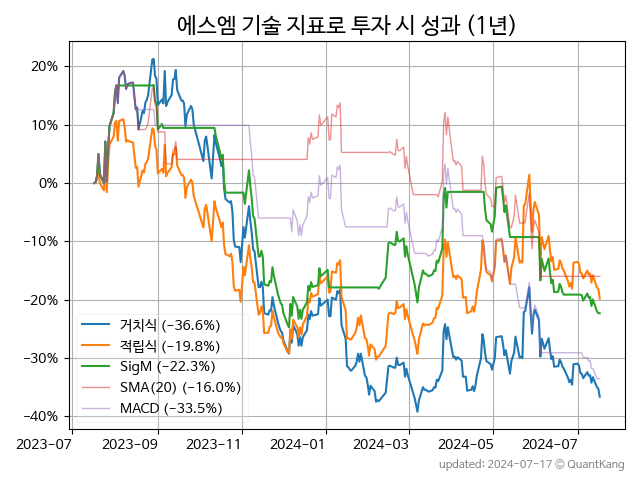 에스엠 기술 지표로 투자 시 성과 (1년)
20%
10%
0%
−10%
−20%
−30%
−40%
거치식 (−36.6%)
적립식 (−19.8%)
SigM (−22.3%)
SMA(20) (−16.0%)
MACD (−33.5%)
2023-07
2023-09
2023-11
2024-01
2024-03
2024-05
2024-07
updated: 2024-07-17 © QuantKang